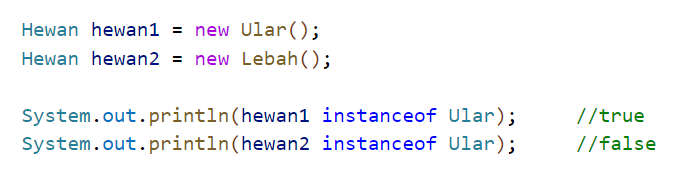 Hewan hewan1 = new Ular();
Hewan hewan2 = new Lebah();
System.out.println(hewan1 instanceof Ular);     //true
System.out.println(hewan2 instanceof Ular);     //false